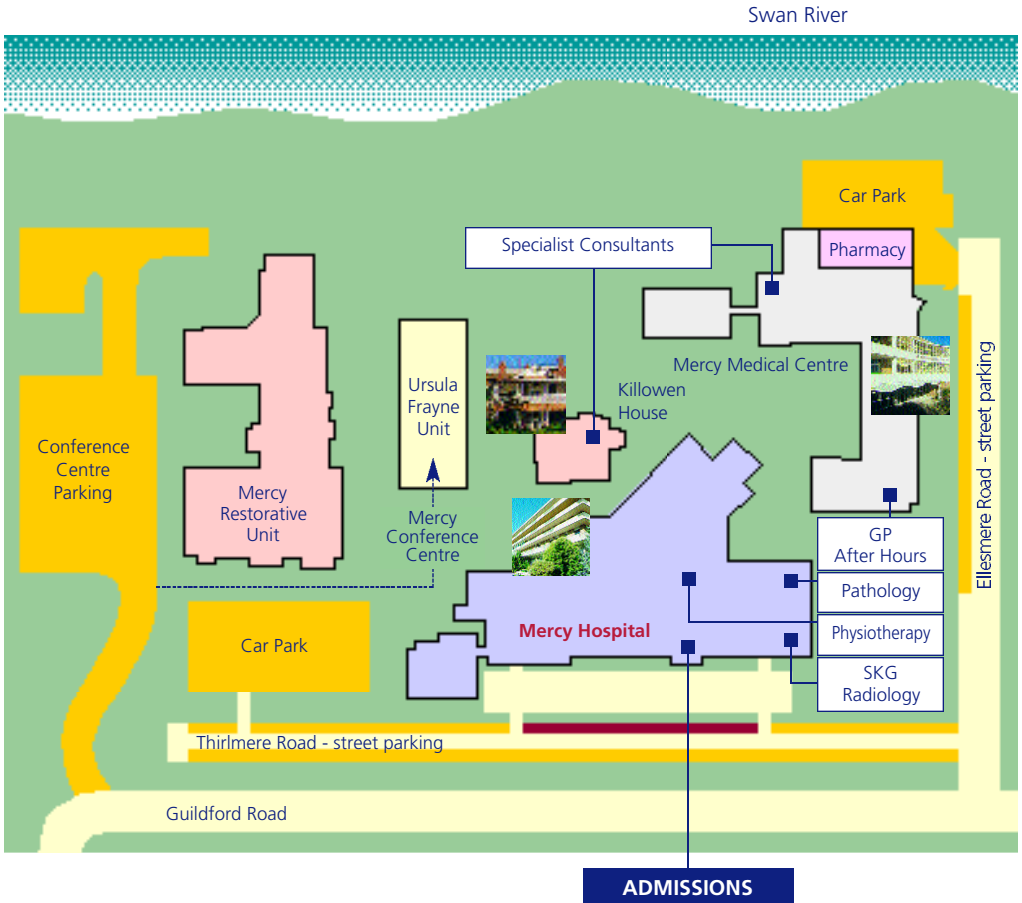 Swan River
Car Park
Pharmacy
Specialist Consultants
Mercy Medical Centre
Killowen
House
Ursula
Frayne
Unit
Conference
Centre
Parking
Mercy
Restorative
Unit
Mercy
Conference
Centre
Ellesmere Road - street parking
GP
After Hours
Pathology
Physiotherapy
SKG
Radiology
Mercy Hospital
Car Park
Thirlmere Road - street parking
Guildford Road
ADMISSIONS